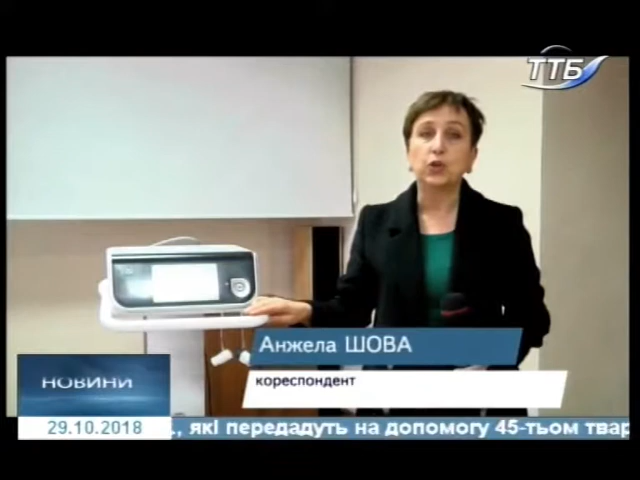 ТТБ
Анжела ШОВА
кореспондент
НОВИНИ
29.10.2018
, які передадуть на допомогу 45-тьом твар